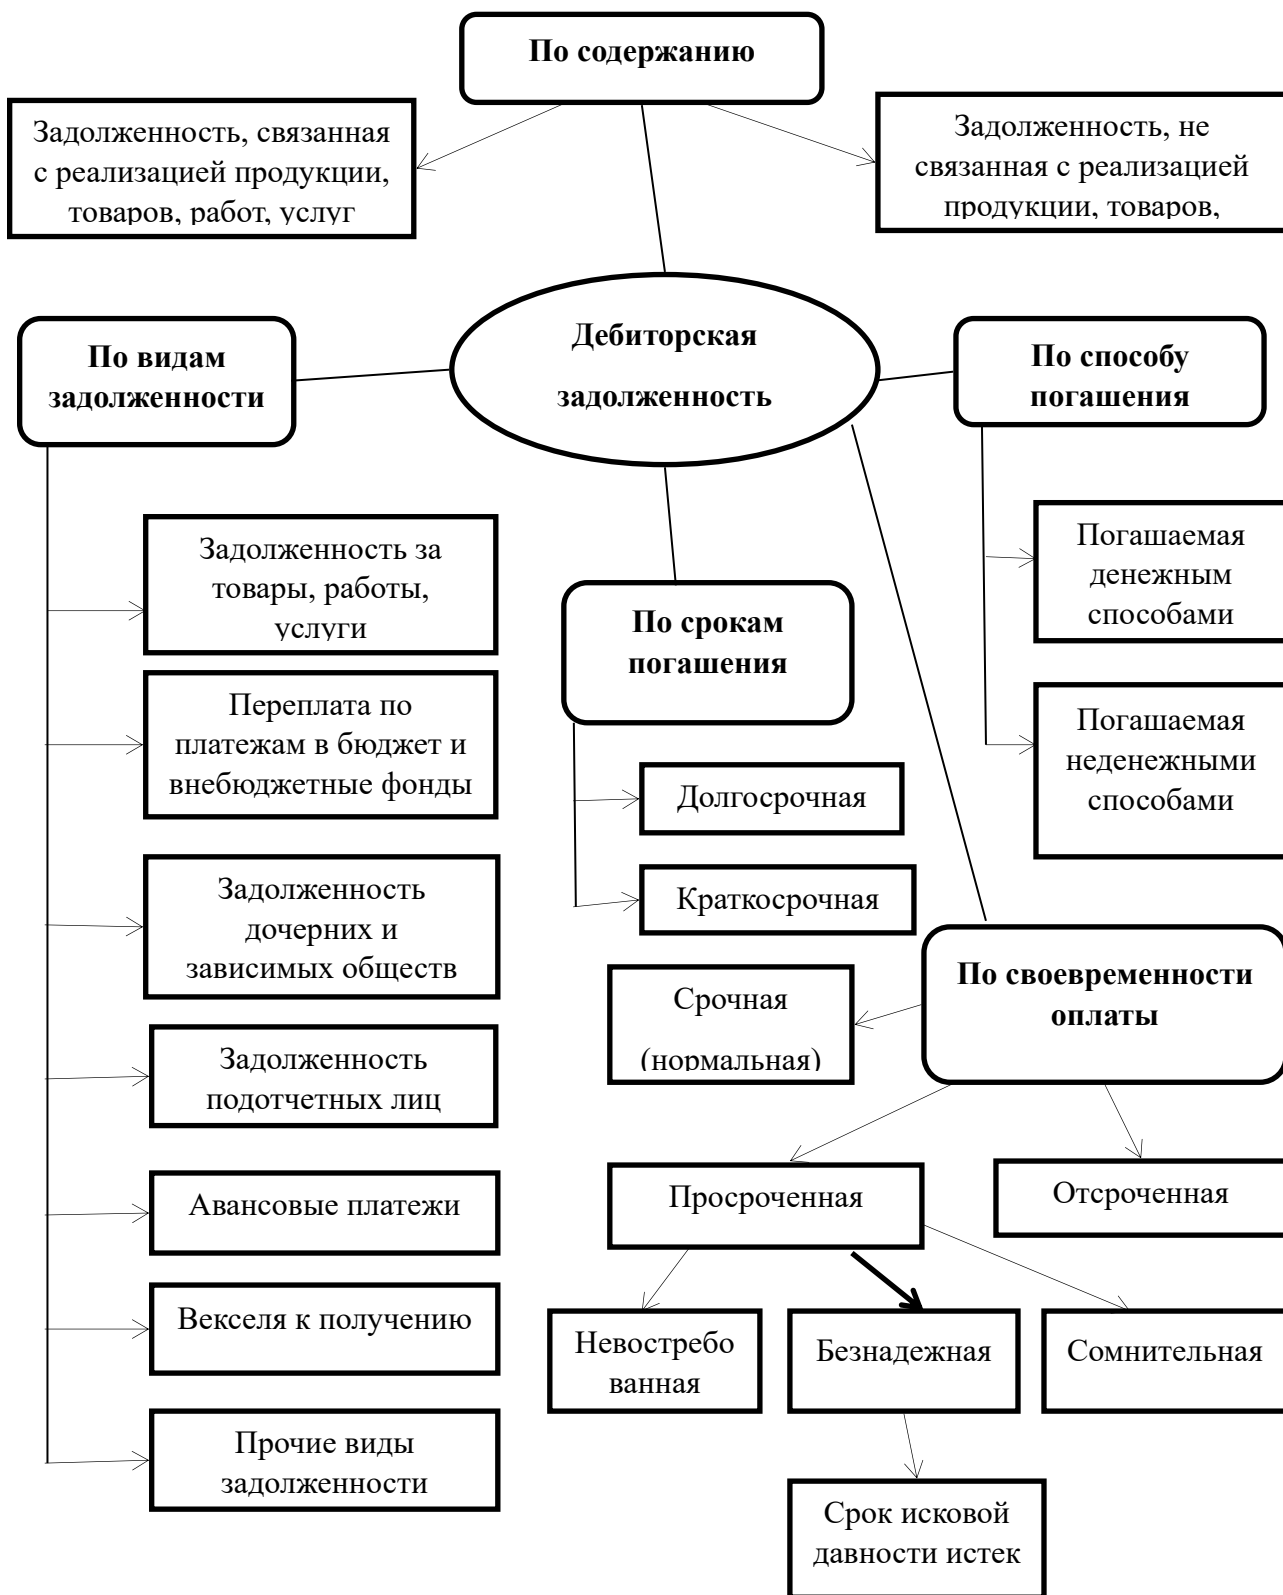 По содержанию
Задолженность, связанная
с реализацией продукции,
товаров, работ, услуг
Задолженность, не
связанная с реализацией
продукции, товаров,
Дебиторская
задолженность
По видам
задолженности
По способу
погашения
Задолженность за
товары, работы,
услуги
Переплата по
платежам в бюджет и
внебюджетные фонды
Задолженность
дочерних и
зависимых обществ
Задолженность
подотчетных лиц
Авансовые платежи
Векселя к получению
Прочие виды
задолженности
По срокам
погашения
Долгосрочная
Краткосрочная
Погашаемая
денежным
способами
Погашаемая
неденежными
способами
По своевременности
оплаты
Срочная
(нормальная)
Просроченная
Отсроченная
Невостребо
ванная
Безнадежная
Сомнительная
Срок исковой
давности истек